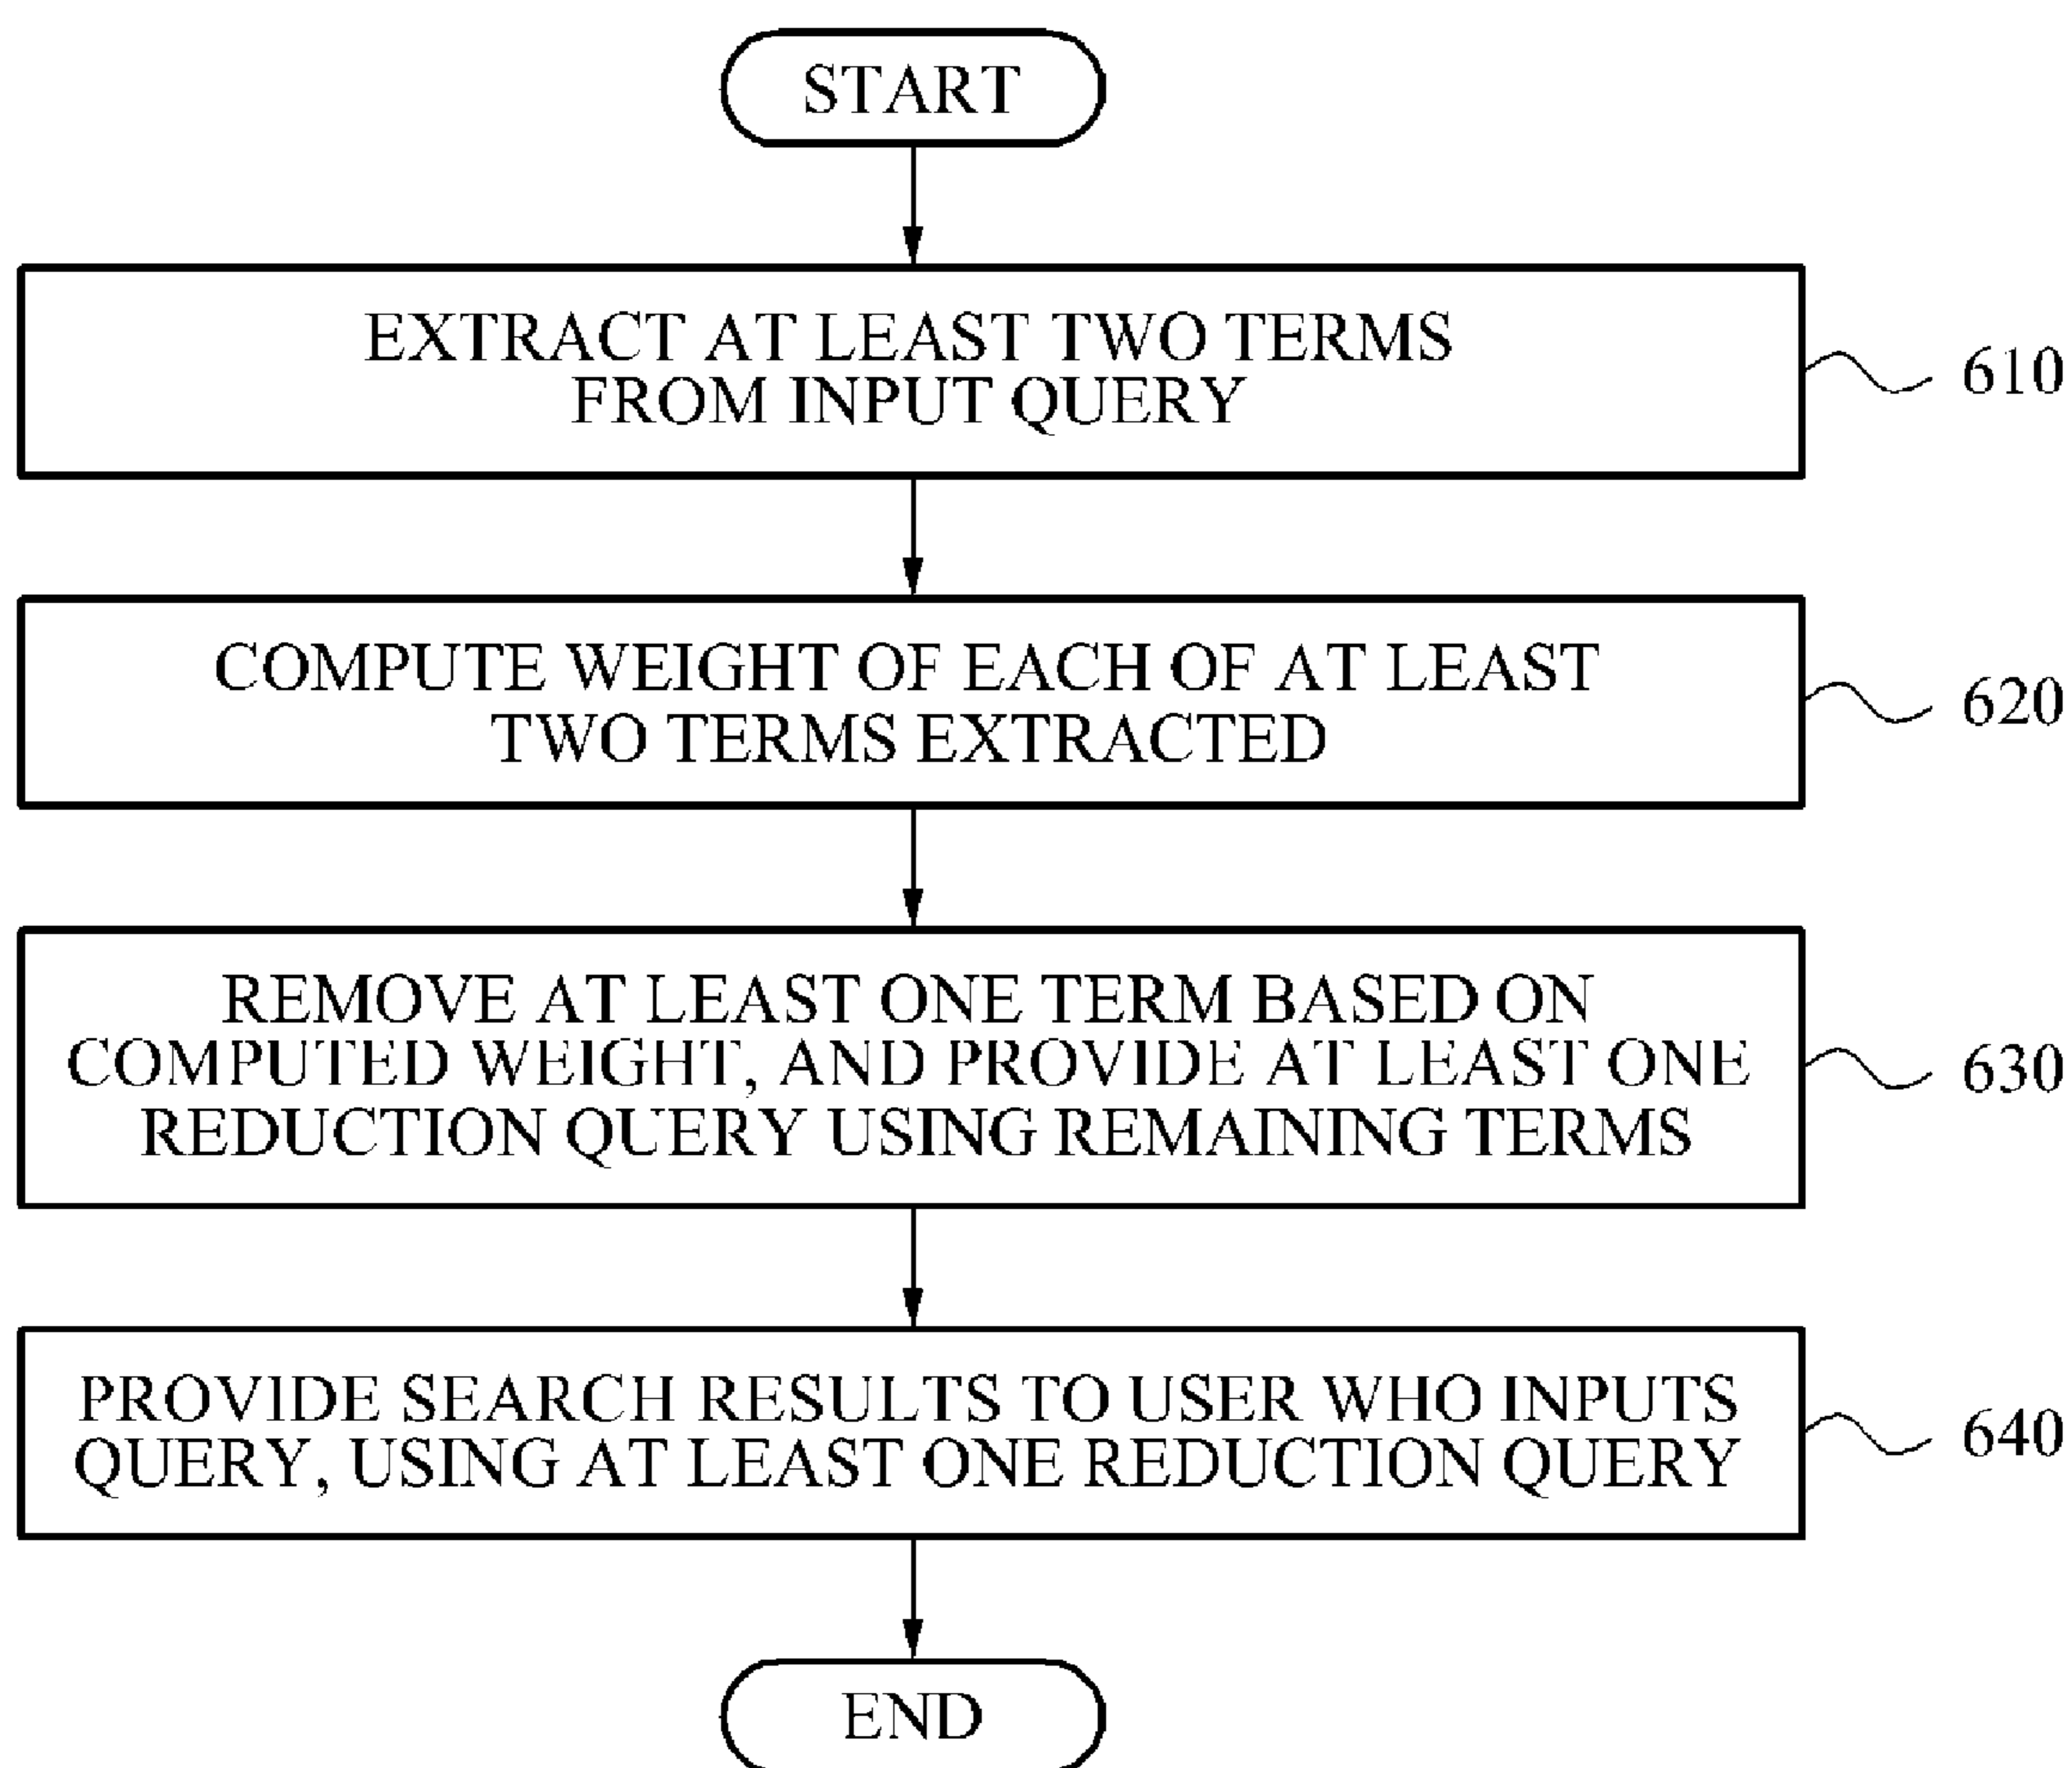 START
EXTRACT AT LEAST TWO TERMS
FROM INPUT QUERY
610
COMPUTE WEIGHT OF EACH OF AT LEAST
TWO TERMS EXTRACTED
620
REMOVE AT LEAST ONE TERM BASED ON
COMPUTED WEIGHT, AND PROVIDE AT LEAST ONE
REDUCTION QUERY USING REMAINING TERMS
630
PROVIDE SEARCH RESULTS TO USER WHO INPUTS
QUERY, USING AT LEAST ONE REDUCTION QUERY
640
END